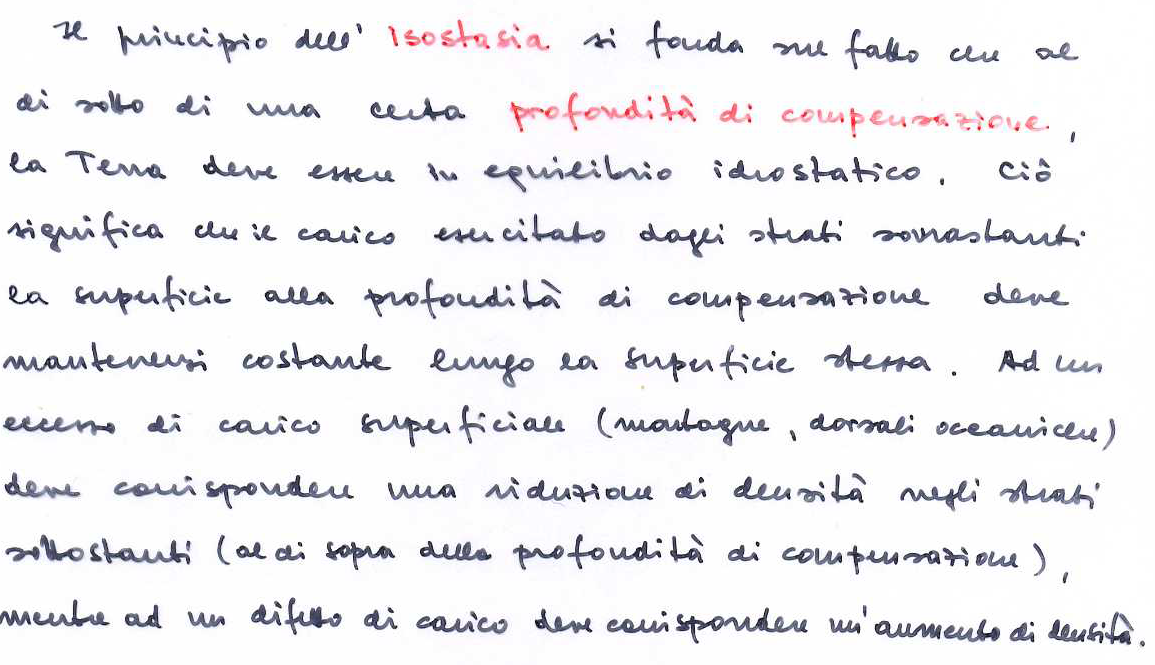 Il principio dell'Isostasia si fonda sul fatto che al
di sotto di una certa profondità di compensazione,
la Terra deve essere in equilibrio idrostatico. Ciò
significa che il carico esercitato dagli strati sovrastanti
la superficie alla profondità di compensazione deve
mantenersi costante lungo la superficie stessa. Ad un
eccesso di carico superficiale (montagne, dorsali oceaniche)
deve corrispondere una riduzione di densità negli strati
sottostanti (al di sopra della profondità di compensazione),
mentre ad un difetto di carico deve corrispondere un'aumento di densità.